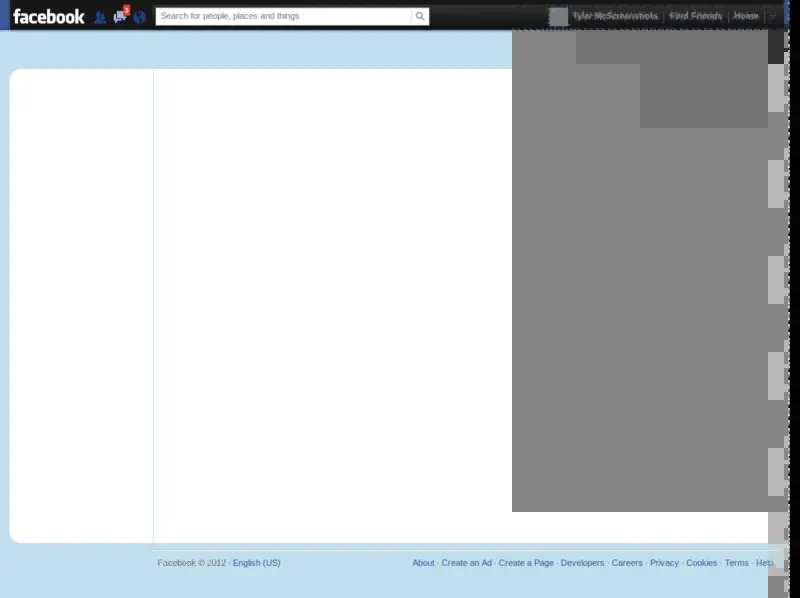 facebook 3 Search for people, places and things Tyler McScreenshots Find Friends Home
Facebook © 2012 · English (US) About · Create an Ad · Create a Page · Developers · Careers · Privacy · Cookies · Terms · Help